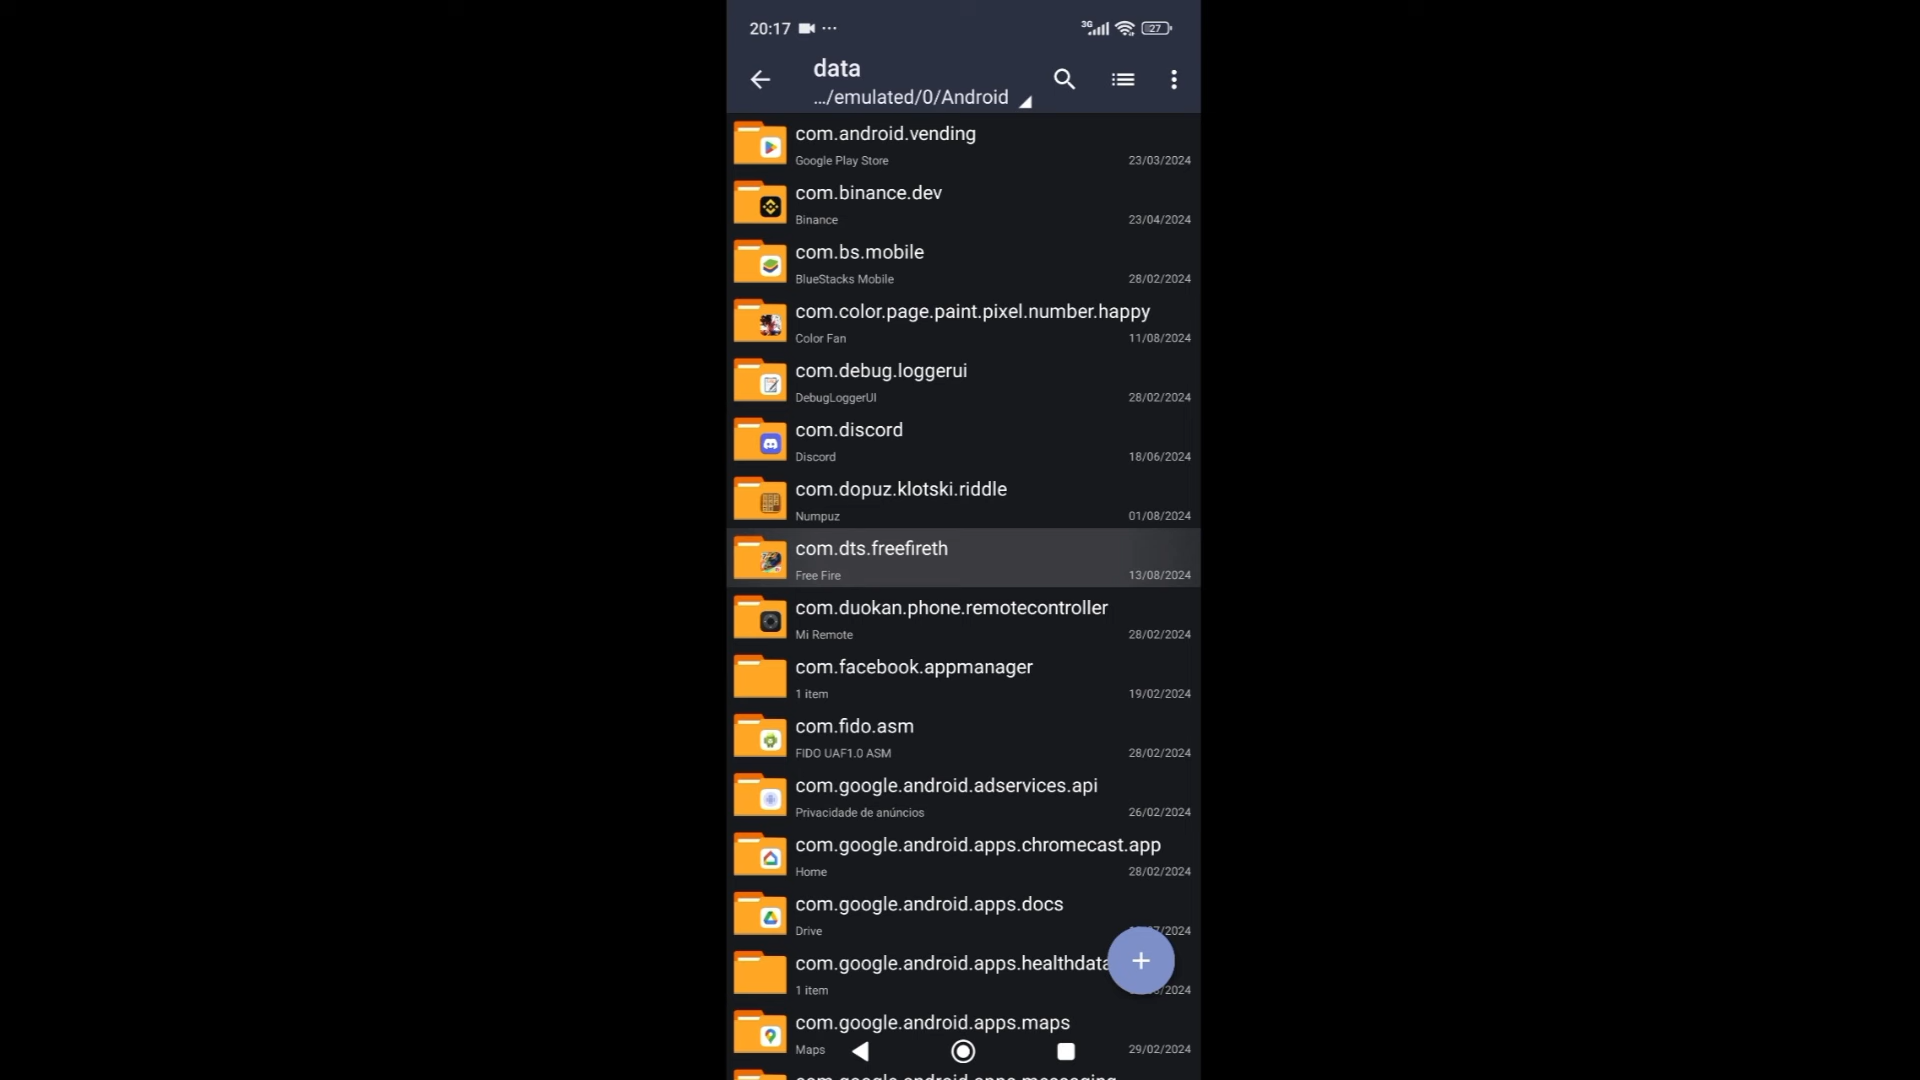 20:17
3G
27
data
.../emulated/0/Android
com.android.vending
Google Play Store
23/03/2024
com.binance.dev
Binance
23/04/2024
com.bs.mobile
BlueStacks Mobile
28/02/2024
com.color.page.paint.pixel.number.happy
Color Fan
11/08/2024
com.debug.loggerui
DebugLoggerUI
28/02/2024
com.discord
Discord
18/06/2024
com.dopuz.klotski.riddle
Numpuz
01/08/2024
com.dts.freefireth
Free Fire
13/08/2024
com.duokan.phone.remotecontroller
Mi Remote
28/02/2024
com.facebook.appmanager
1 item
19/02/2024
com.fido.asm
FIDO UAF1.0 ASM
28/02/2024
com.google.android.adservices.api
Privacidade de anúncios
26/02/2024
com.google.android.apps.chromecast.app
Home
28/02/2024
com.google.android.apps.docs
Drive
com.google.android.apps.healthdata
1 item
com.google.android.apps.maps
Maps
29/02/2024
com.google.android.apps.messaging